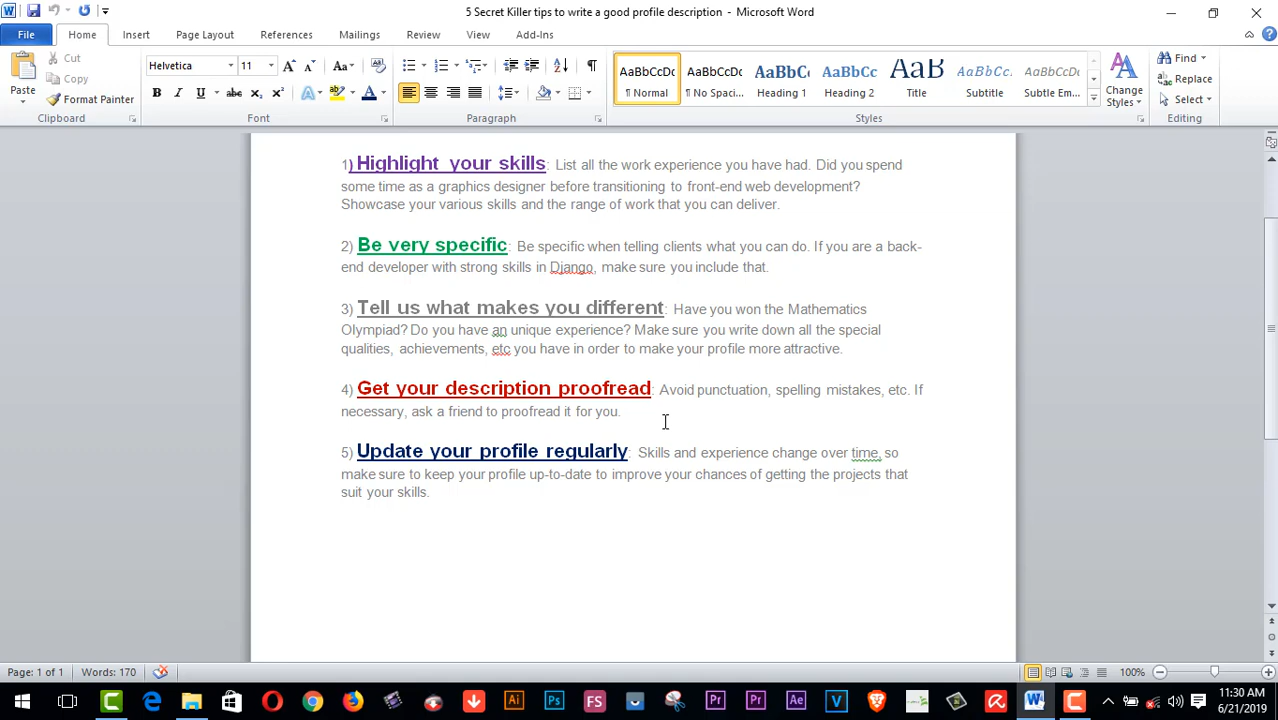 5 Secret Killer tips to write a good profile description - Microsoft Word
File Home Insert Page Layout References Mailings Review View Add-Ins
Cut
Copy
Paste
Format Painter
Helvetica 11
AaBbCcDc AaBbCcDc AaBbCc AaBbCc AaB AaBbCcD AaBbCcDc
¶ Normal ¶ No Spaci... Heading 1 Heading 2 Title Subtitle Subtle Em...
Change
Styles
Find
Replace
Select
Clipboard Font Paragraph Styles Editing
1) Highlight your skills: List all the work experience you have had. Did you spend
some time as a graphics designer before transitioning to front-end web development?
Showcase your various skills and the range of work that you can deliver.
2) Be very specific: Be specific when telling clients what you can do. If you are a back-
end developer with strong skills in Django, make sure you include that.
3) Tell us what makes you different: Have you won the Mathematics
Olympiad? Do you have an unique experience? Make sure you write down all the special
qualities, achievements, etc you have in order to make your profile more attractive.
4) Get your description proofread: Avoid punctuation, spelling mistakes, etc. If
necessary, ask a friend to proofread it for you.
5) Update your profile regularly: Skills and experience change over time, so
make sure to keep your profile up-to-date to improve your chances of getting the projects that
suit your skills.
Page: 1 of 1 Words: 170 100%
11:30 AM
6/21/2019